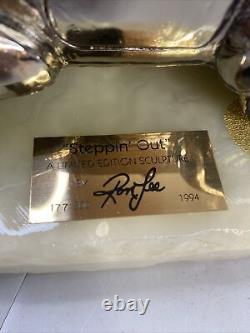 "Steppin' Out"
A LIMITED EDITION SCULPTURE
BY Ron Lee
1994